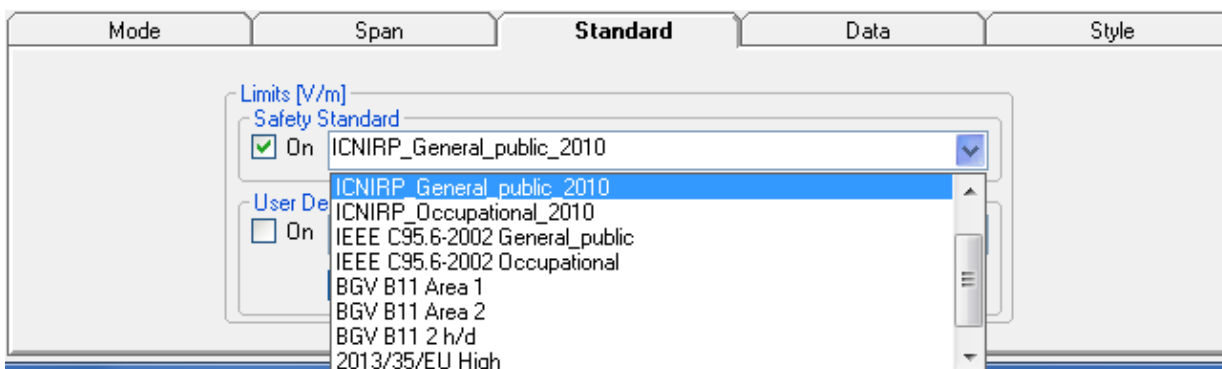 Mode Span Standard Data Style
Limits [V/m]
Safety Standard
On ICNIRP_General_public_2010
ICNIRP_General_public_2010
User De
ICNIRP_Occupational_2010
On
IEEE C95.6-2002 General_public
IEEE C95.6-2002 Occupational
BGV B11 Area 1
BGV B11 Area 2
BGV B11 2 h/d
2013/35/EU High